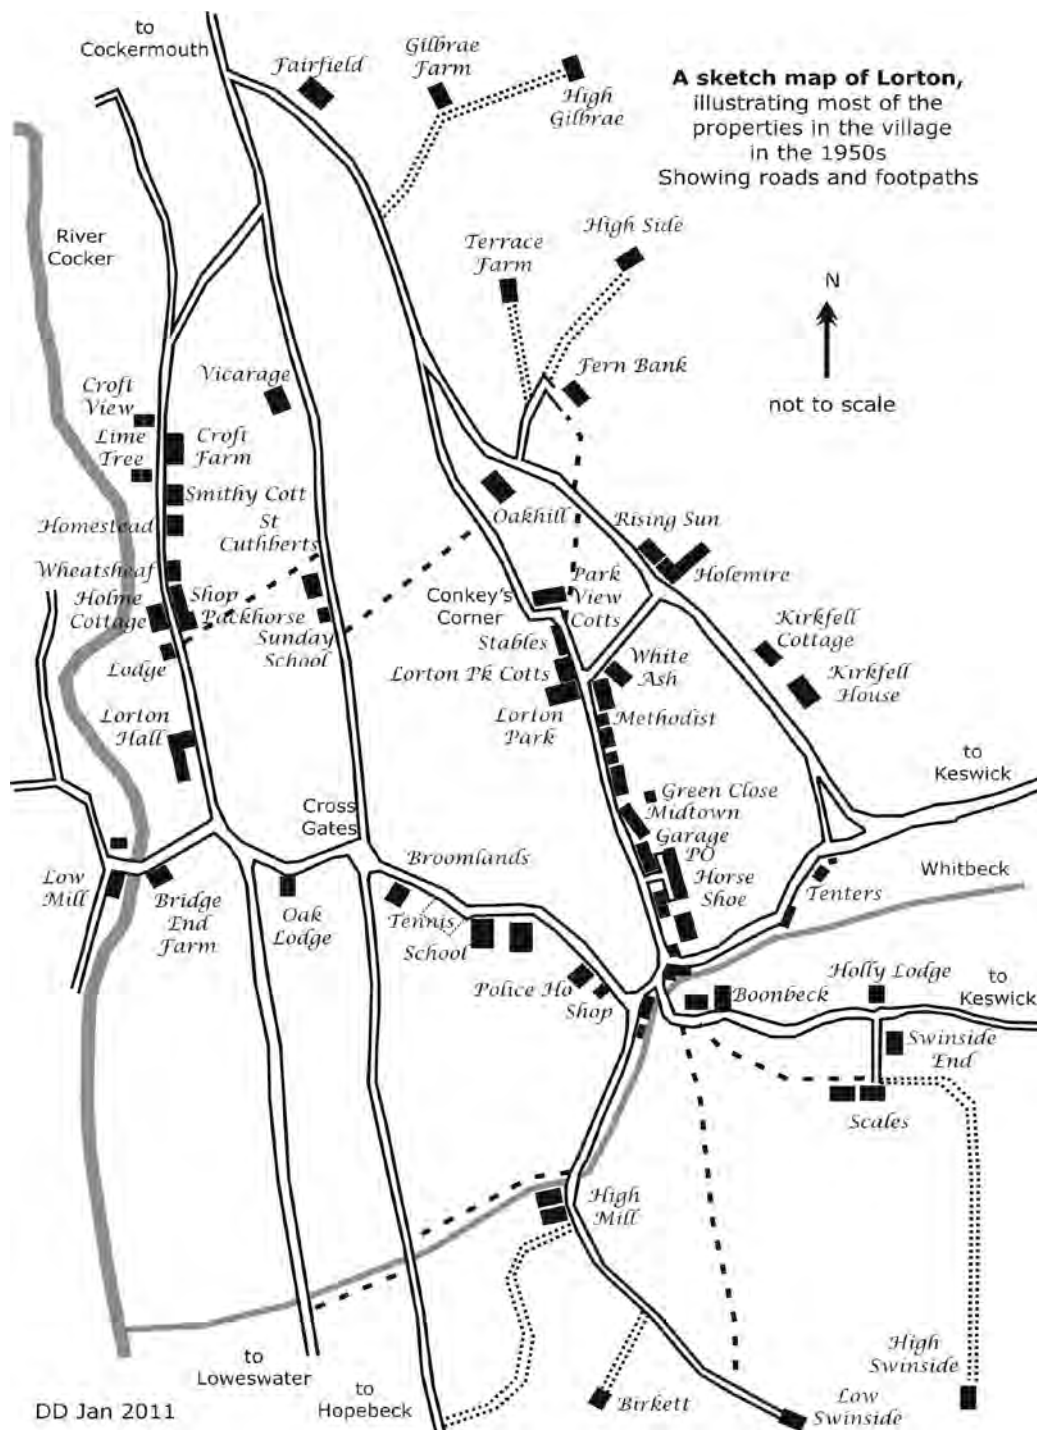 to
Cockermouth
Fairfield
Gilbrae
Farm
High
Gilbrae
A sketch map of Lorton,
illustrating most of the
properties in the village
in the 1950s
Showing roads and footpaths
River
Cocker
Terrace
Farm
High Side
N
not to scale
Vicarage
Fern Bank
Croft
View
Lime
Tree
Croft
Farm
Smithy Cott
Homestead
St
Cuthberts
Oakhill
Rising Sun
Holemire
Wheatsheaf
Holme
Cottage
Shop
Packhorse
Sunday
School
Lodge
Conkey's
Corner
Park
View
Cotts
Stables
Lorton Pk Cotts
Lorton
Park
White
Ash
Methodist
Kirkfell
Cottage
Kirkfell
House
Lorton
Hall
to
Keswick
Cross
Gates
Green Close
Midtown
Garage
PO
Horse
Shoe
Broomlands
Whitbeck
Low
Mill
Bridge
End
Farm
Oak
Lodge
Tennis
School
Tenters
Police Ho
Shop
Boonbeck
Holly Lodge
to
Keswick
Swinside
End
Scales
High
Mill
to
Loweswater
to
Hopebeck
Birkett
Low
Swinside
High
Swinside
DD Jan 2011